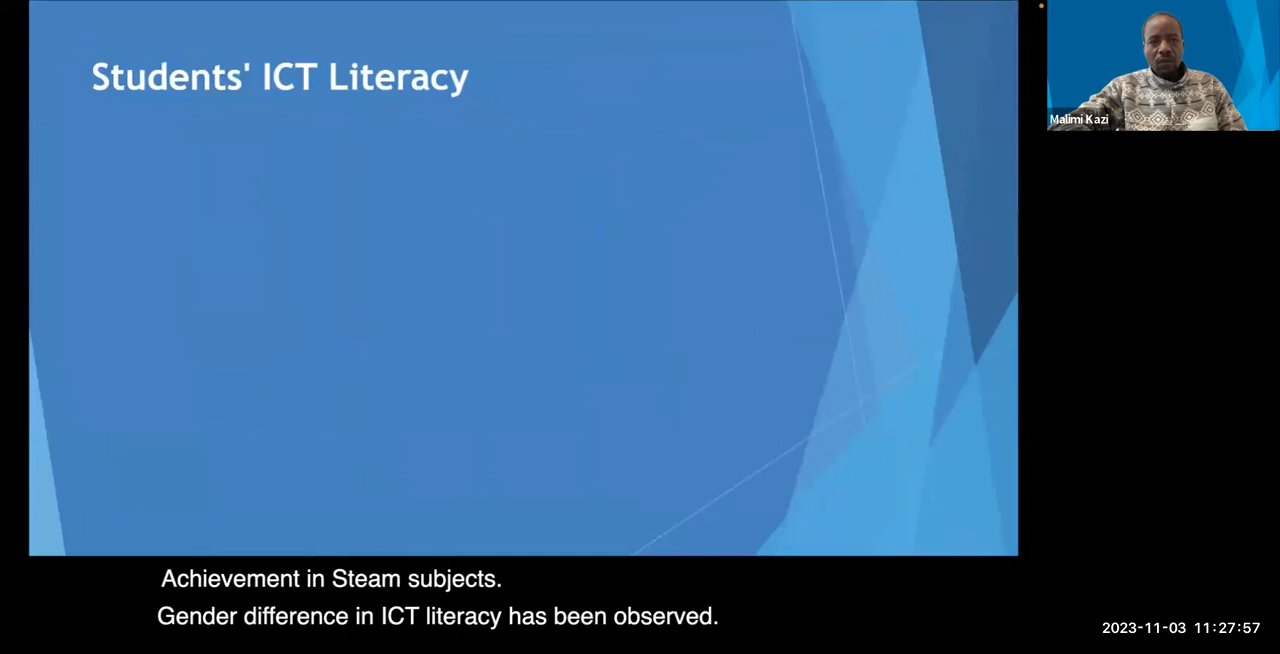 Students' ICT Literacy
Malimi Kazi
Achievement in Steam subjects.
Gender difference in ICT literacy has been observed.
2023-11-03 11:27:57